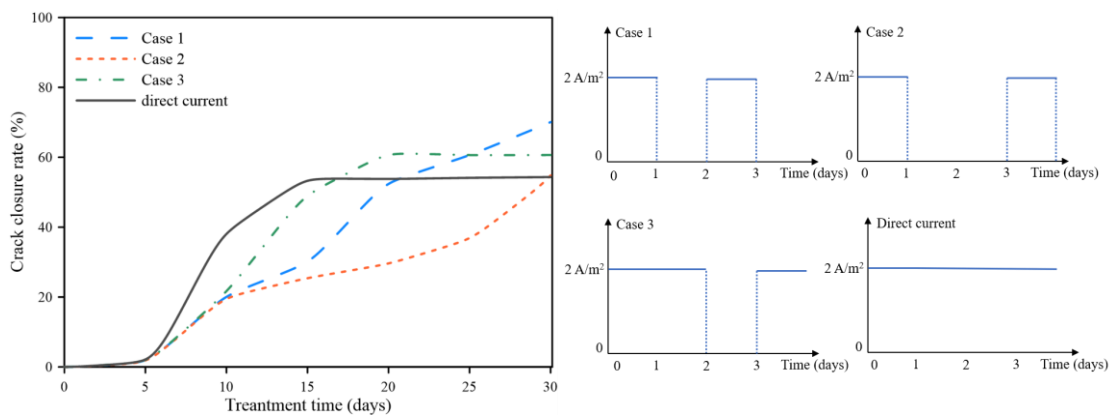 100
80
60
40
20
0
Crack closure rate (%)
Case 1
Case 2
Case 3
direct current
0 5 10 15 20 25 30
Treantment time (days)
Case 1
2 A/m²
0
0 1 2 3 Time (days)
Case 2
2 A/m²
0
0 1 2 3 Time (days)
Case 3
2 A/m²
0
0 1 2 3 Time (days)
Direct current
2 A/m²
0
0 1 2 3 Time (days)